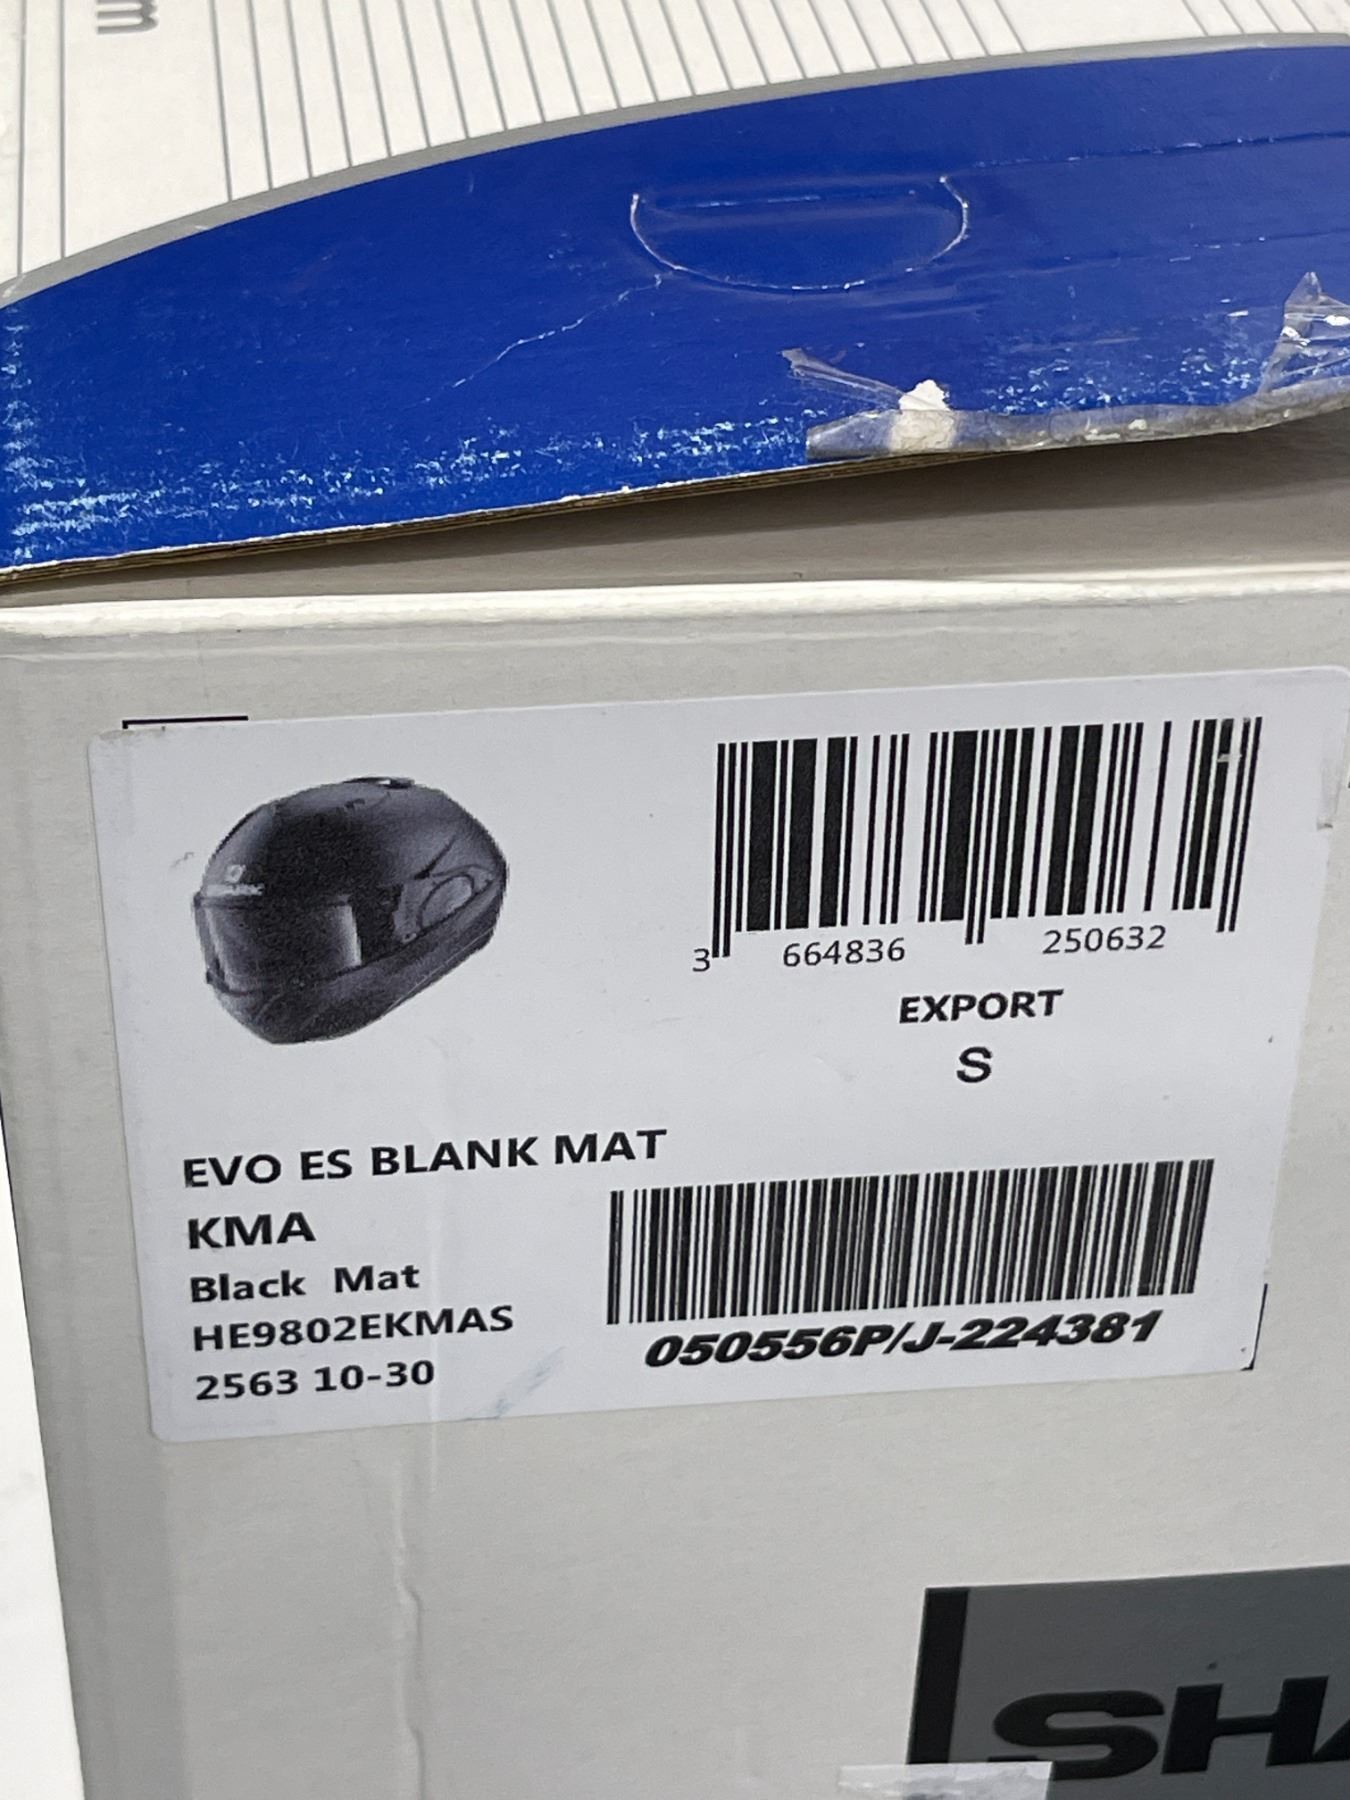 3 664836 250632
EXPORT
S
EVO ES BLANK MAT
KMA
Black Mat
HE9802EKMAS
2563 10-30
050556P/J-224381